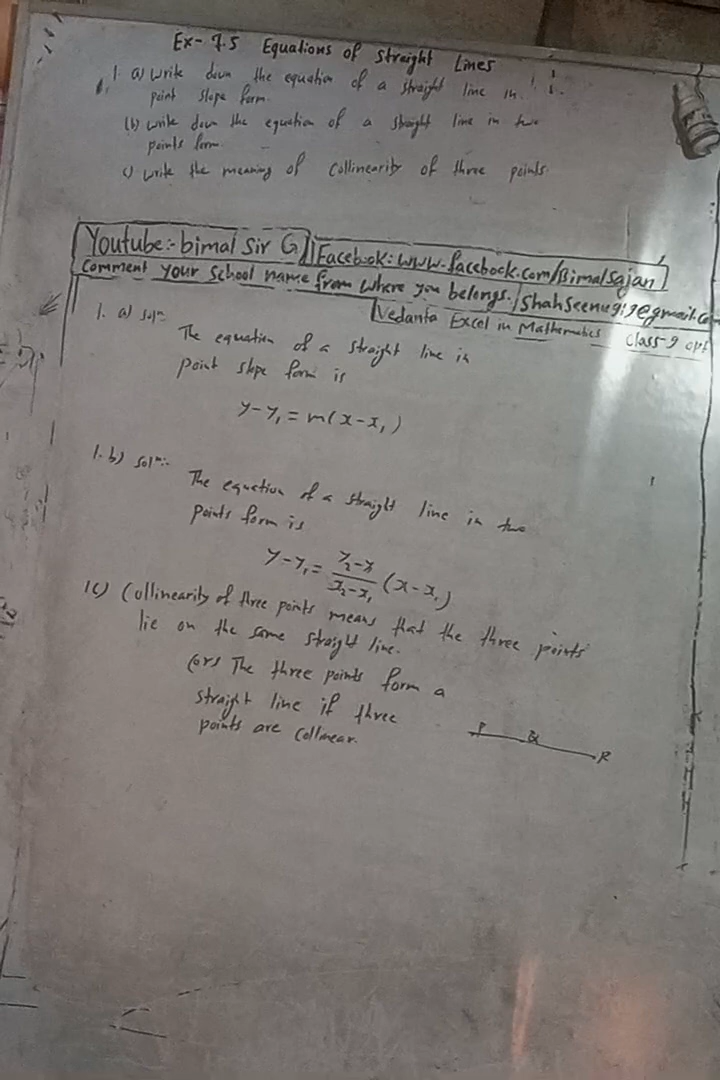 Ex- 7.5 Equations of Straight Lines
1. a) Write down the equation of a straight line in
point slope form.
(b) write down the equation of a straight line in two
points form.
c) write the meaning of Collinearity of three points.
Youtube:- bimal Sir G Facebook: www.facebook.com/Bimalsajan
Comment your School name from where you belongs.
Vedanta Excel in Mathematics Class-9 opt
1. a) solⁿ:
The equation of a straight line in
point slope form is
y-y₁ = m(x-x₁)
1. b) solⁿ:-
The equation of a straight line in two
points form is
y-y₁ = y₂-y₁/x₂-x₁ (x-x₁)
1c) Collinearity of three points means that the three points
lie on the same straight line.
(or) The three points form a
straight line if three
points are collinear.
P Q R